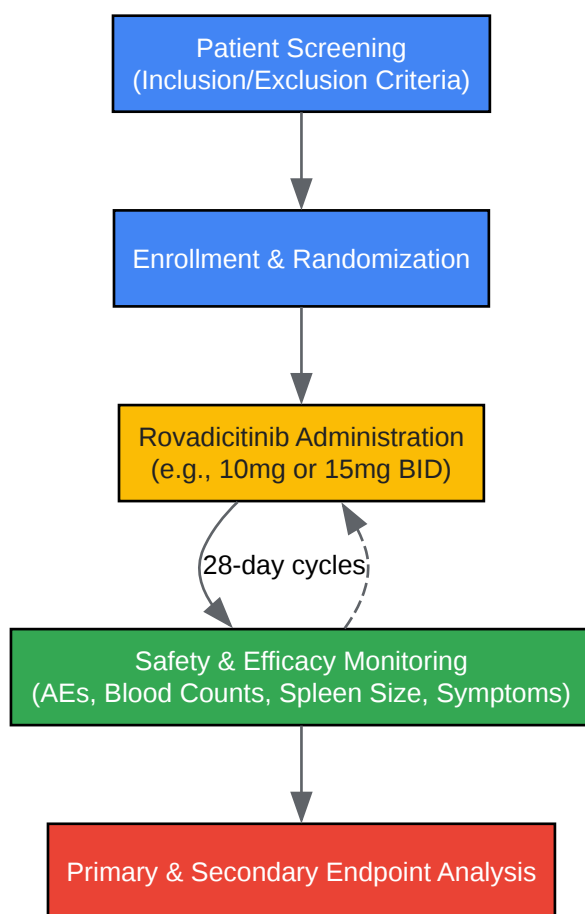 Patient Screening
(Inclusion/Exclusion Criteria)
Enrollment & Randomization
Rovadicitinib Administration
(e.g., 10mg or 15mg BID)
28-day cycles
Safety & Efficacy Monitoring
(AEs, Blood Counts, Spleen Size, Symptoms)
Primary & Secondary Endpoint Analysis